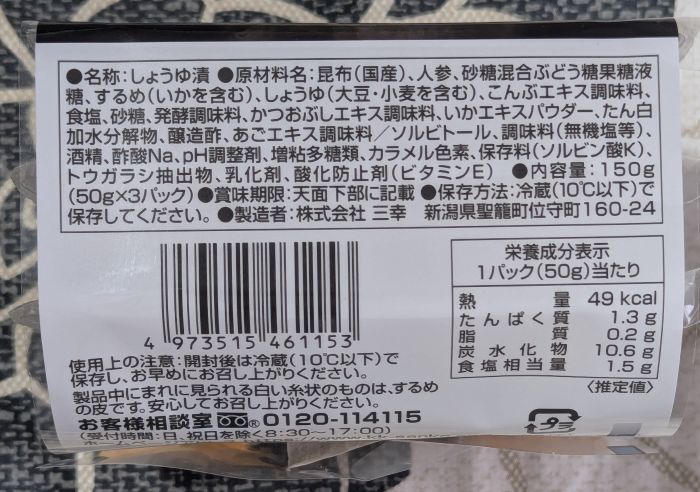 ●名称:しょうゆ漬 ●原材料名:昆布(国産)、人参、砂糖混合ぶどう糖果糖液
糖、するめ(いかを含む)、しょうゆ(大豆・小麦を含む)、こんぶエキス調味料、
食塩、砂糖、発酵調味料、かつおぶしエキス調味料、いかエキスパウダー、たん白
加水分解物、醸造酢、あごエキス調味料/ソルビトール、調味料(無機塩等)、
酒精、酢酸Na、pH調整剤、増粘多糖類、カラメル色素、保存料(ソルビン酸K)、
トウガラシ抽出物、乳化剤、酸化防止剤(ビタミンE) ●内容量:150g
(50g×3パック) ●賞味期限:天面下部に記載 ●保存方法:冷蔵(10℃以下)で
保存してください。 ●製造者:株式会社 三幸 新潟県聖籠町位守町160-24
4 973515 461153
使用上の注意:開封後は冷蔵(10℃以下)で
保存し、お早めにお召し上がりください。
製品中にまれに見られる白い糸状のものは、するめ
の皮です。安心してお召し上がりください。
お客様相談室 ® 0120-114115
(受付時間:日、祝日を除く8:30~17:00)
栄養成分表示
1パック(50g)当たり
熱量 49 kcal
たんぱく質 1.3 g
脂質 0.2 g
炭水化物 10.6 g
食塩相当量 1.5 g
〈推定値〉
プラ